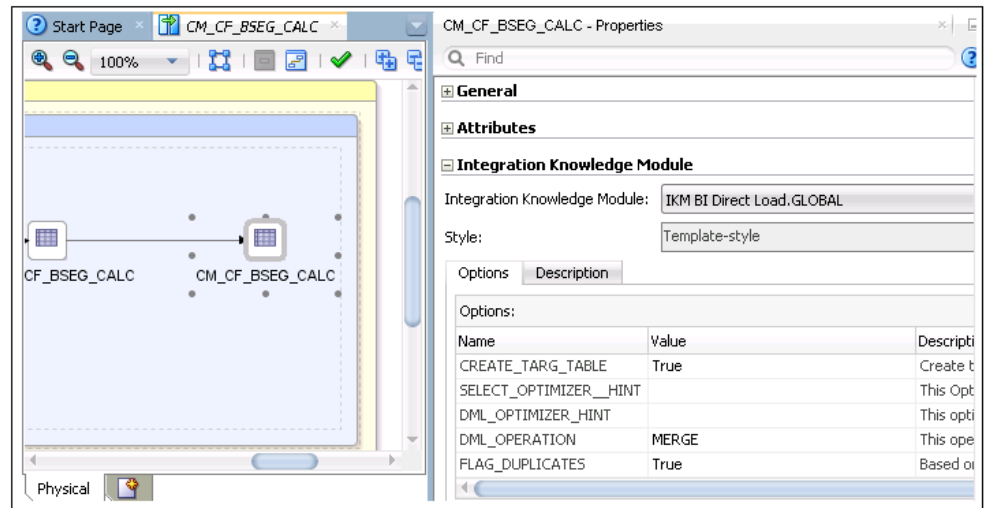 Start Page
CM_CF_BSEG_CALC
100%
CF_BSEG_CALC
CM_CF_BSEG_CALC
Physical
CM_CF_BSEG_CALC - Properties
Find
General
Attributes
Integration Knowledge Module
Integration Knowledge Module: IKM BI Direct Load.GLOBAL
Style: Template-style
Options Description
Options:
Name Value Descripti
CREATE_TARG_TABLE True Create t
SELECT_OPTIMIZER__HINT This Opt
DML_OPTIMIZER_HINT This opti
DML_OPERATION MERGE This ope
FLAG_DUPLICATES True Based o